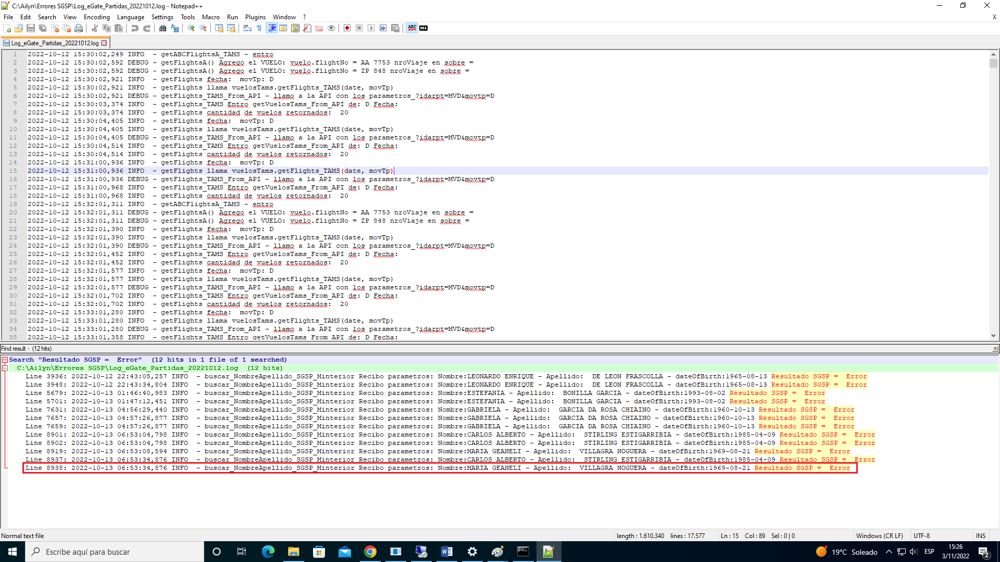 C:\Ailyn\Errores SGSP\Log_eGate_Partidas_20221012.log - Notepad++
File Edit Search View Encoding Language Settings Tools Macro Run Plugins Window ? X
Log_eGate_Partidas_20221012.log
1 2022-10-12 15:30:02,249 INFO  - getABCFlightsA_TAMS - entro
2 2022-10-12 15:30:02,592 DEBUG - getFlightsA() Agrego el VUELO: vuelo.flightNo = AA 7753 nroViaje en sobre =
3 2022-10-12 15:30:02,592 DEBUG - getFlightsA() Agrego el VUELO: vuelo.flightNo = ZP 848 nroViaje en sobre =
4 2022-10-12 15:30:02,921 INFO  - getFlights fecha:  movTp: D
5 2022-10-12 15:30:02,921 INFO  - getFlights llama vuelosTams.getFlights_TAMS(date, movTp)
6 2022-10-12 15:30:02,921 DEBUG - getFlights_TAMS_From_API - llamo a la API con los parametros_?idarpt=MVD&movtp=D
7 2022-10-12 15:30:03,374 INFO  - getFlights_TAMS Entro getVuelosTams_From_API de: D Fecha:
8 2022-10-12 15:30:03,374 INFO  - getFlights cantidad de vuelos retornados:  20
9 2022-10-12 15:30:04,405 INFO  - getFlights fecha:  movTp: D
10 2022-10-12 15:30:04,405 INFO  - getFlights llama vuelosTams.getFlights_TAMS(date, movTp)
11 2022-10-12 15:30:04,405 DEBUG - getFlights_TAMS_From_API - llamo a la API con los parametros_?idarpt=MVD&movtp=D
12 2022-10-12 15:30:04,514 INFO  - getFlights_TAMS Entro getVuelosTams_From_API de: D Fecha:
13 2022-10-12 15:30:04,514 INFO  - getFlights cantidad de vuelos retornados:  20
14 2022-10-12 15:31:00,936 INFO  - getFlights fecha:  movTp: D
15 2022-10-12 15:31:00,936 INFO  - getFlights llama vuelosTams.getFlights_TAMS(date, movTp)
16 2022-10-12 15:31:00,936 DEBUG - getFlights_TAMS_From_API - llamo a la API con los parametros_?idarpt=MVD&movtp=D
17 2022-10-12 15:31:00,968 INFO  - getFlights_TAMS Entro getVuelosTams_From_API de: D Fecha:
18 2022-10-12 15:31:00,968 INFO  - getFlights cantidad de vuelos retornados:  20
19 2022-10-12 15:32:01,311 INFO  - getABCFlightsA_TAMS - entro
20 2022-10-12 15:32:01,311 DEBUG - getFlightsA() Agrego el VUELO: vuelo.flightNo = AA 7753 nroViaje en sobre =
21 2022-10-12 15:32:01,311 DEBUG - getFlightsA() Agrego el VUELO: vuelo.flightNo = ZP 848 nroViaje en sobre =
22 2022-10-12 15:32:01,390 INFO  - getFlights fecha:  movTp: D
23 2022-10-12 15:32:01,390 INFO  - getFlights llama vuelosTams.getFlights_TAMS(date, movTp)
24 2022-10-12 15:32:01,390 DEBUG - getFlights_TAMS_From_API - llamo a la API con los parametros_?idarpt=MVD&movtp=D
25 2022-10-12 15:32:01,452 INFO  - getFlights_TAMS Entro getVuelosTams_From_API de: D Fecha:
26 2022-10-12 15:32:01,452 INFO  - getFlights cantidad de vuelos retornados:  20
27 2022-10-12 15:32:01,577 INFO  - getFlights fecha:  movTp: D
28 2022-10-12 15:32:01,577 INFO  - getFlights llama vuelosTams.getFlights_TAMS(date, movTp)
29 2022-10-12 15:32:01,577 DEBUG - getFlights_TAMS_From_API - llamo a la API con los parametros_?idarpt=MVD&movtp=D
30 2022-10-12 15:32:01,702 INFO  - getFlights_TAMS Entro getVuelosTams_From_API de: D Fecha:
31 2022-10-12 15:32:01,702 INFO  - getFlights cantidad de vuelos retornados:  20
32 2022-10-12 15:33:01,280 INFO  - getFlights fecha:  movTp: D
33 2022-10-12 15:33:01,280 INFO  - getFlights llama vuelosTams.getFlights_TAMS(date, movTp)
34 2022-10-12 15:33:01,280 DEBUG - getFlights_TAMS_From_API - llamo a la API con los parametros_?idarpt=MVD&movtp=D
35 2022-10-12 15:33:01,358 INFO  - getFlights_TAMS Entro getVuelosTams_From_API de: D Fecha:
Find result - (12 hits)
Search "Resultado SGSP =  Error"  (12 hits in 1 file of 1 searched)
C:\Ailyn\Errores SGSP\Log_eGate_Partidas_20221012.log  (12 hits)
Line 3936: 2022-10-12 22:43:05,257 INFO  - buscar_NombreApellido_SGSP_Minterior Recibo parametros: Nombre:LEONARDO ENRIQUE - Apellido:  DE LEON FRASCOLLA - dateOfBirth:1965-08-13 Resultado SGSP =  Error
Line 3948: 2022-10-12 22:43:34,804 INFO  - buscar_NombreApellido_SGSP_Minterior Recibo parametros: Nombre:LEONARDO ENRIQUE - Apellido:  DE LEON FRASCOLLA - dateOfBirth:1965-08-13 Resultado SGSP =  Error
Line 5679: 2022-10-13 01:46:40,983 INFO  - buscar_NombreApellido_SGSP_Minterior Recibo parametros: Nombre:ESTEFANIA - Apellido:  BONILLA GARCIA - dateOfBirth:1993-08-02 Resultado SGSP =  Error
Line 5701: 2022-10-13 01:47:12,451 INFO  - buscar_NombreApellido_SGSP_Minterior Recibo parametros: Nombre:ESTEFANIA - Apellido:  BONILLA GARCIA - dateOfBirth:1993-08-02 Resultado SGSP =  Error
Line 7631: 2022-10-13 04:56:29,440 INFO  - buscar_NombreApellido_SGSP_Minterior Recibo parametros: Nombre:GABRIELA - Apellido:  GARCIA DA ROSA CHIAINO - dateOfBirth:1960-10-13 Resultado SGSP =  Error
Line 7657: 2022-10-13 04:57:26,877 INFO  - buscar_NombreApellido_SGSP_Minterior Recibo parametros: Nombre:GABRIELA - Apellido:  GARCIA DA ROSA CHIAINO - dateOfBirth:1960-10-13 Resultado SGSP =  Error
Line 7659: 2022-10-13 04:57:26,877 INFO  - buscar_NombreApellido_SGSP_Minterior Recibo parametros: Nombre:GABRIELA - Apellido:  GARCIA DA ROSA CHIAINO - dateOfBirth:1960-10-13 Resultado SGSP =  Error
Line 8901: 2022-10-13 06:53:04,798 INFO  - buscar_NombreApellido_SGSP_Minterior Recibo parametros: Nombre:CARLOS ALBERTO - Apellido:  STIRLING ESTIGARRIBIA - dateOfBirth:1985-04-09 Resultado SGSP =  Error
Line 8902: 2022-10-13 06:53:04,798 INFO  - buscar_NombreApellido_SGSP_Minterior Recibo parametros: Nombre:CARLOS ALBERTO - Apellido:  STIRLING ESTIGARRIBIA - dateOfBirth:1985-04-09 Resultado SGSP =  Error
Line 8919: 2022-10-13 06:53:08,594 INFO  - buscar_NombreApellido_SGSP_Minterior Recibo parametros: Nombre:MARIA GEANELI - Apellido:  VILLAGRA NOGUERA - dateOfBirth:1969-08-21 Resultado SGSP =  Error
Line 8937: 2022-10-13 06:53:34,876 INFO  - buscar_NombreApellido_SGSP_Minterior Recibo parametros: Nombre:CARLOS ALBERTO - Apellido:  STIRLING ESTIGARRIBIA - dateOfBirth:1985-04-09 Resultado SGSP =  Error
Line 8938: 2022-10-13 06:53:34,876 INFO  - buscar_NombreApellido_SGSP_Minterior Recibo parametros: Nombre:MARIA GEANELI - Apellido:  VILLAGRA NOGUERA - dateOfBirth:1969-08-21 Resultado SGSP =  Error
Normal text file length : 1.610.340 lines : 17.577 Ln : 15 Col : 89 Sel : 0 | 0 Windows (CR LF) UTF-8 INS
Escribe aquí para buscar 19°C Soleado ESP 15:26
3/11/2022 2